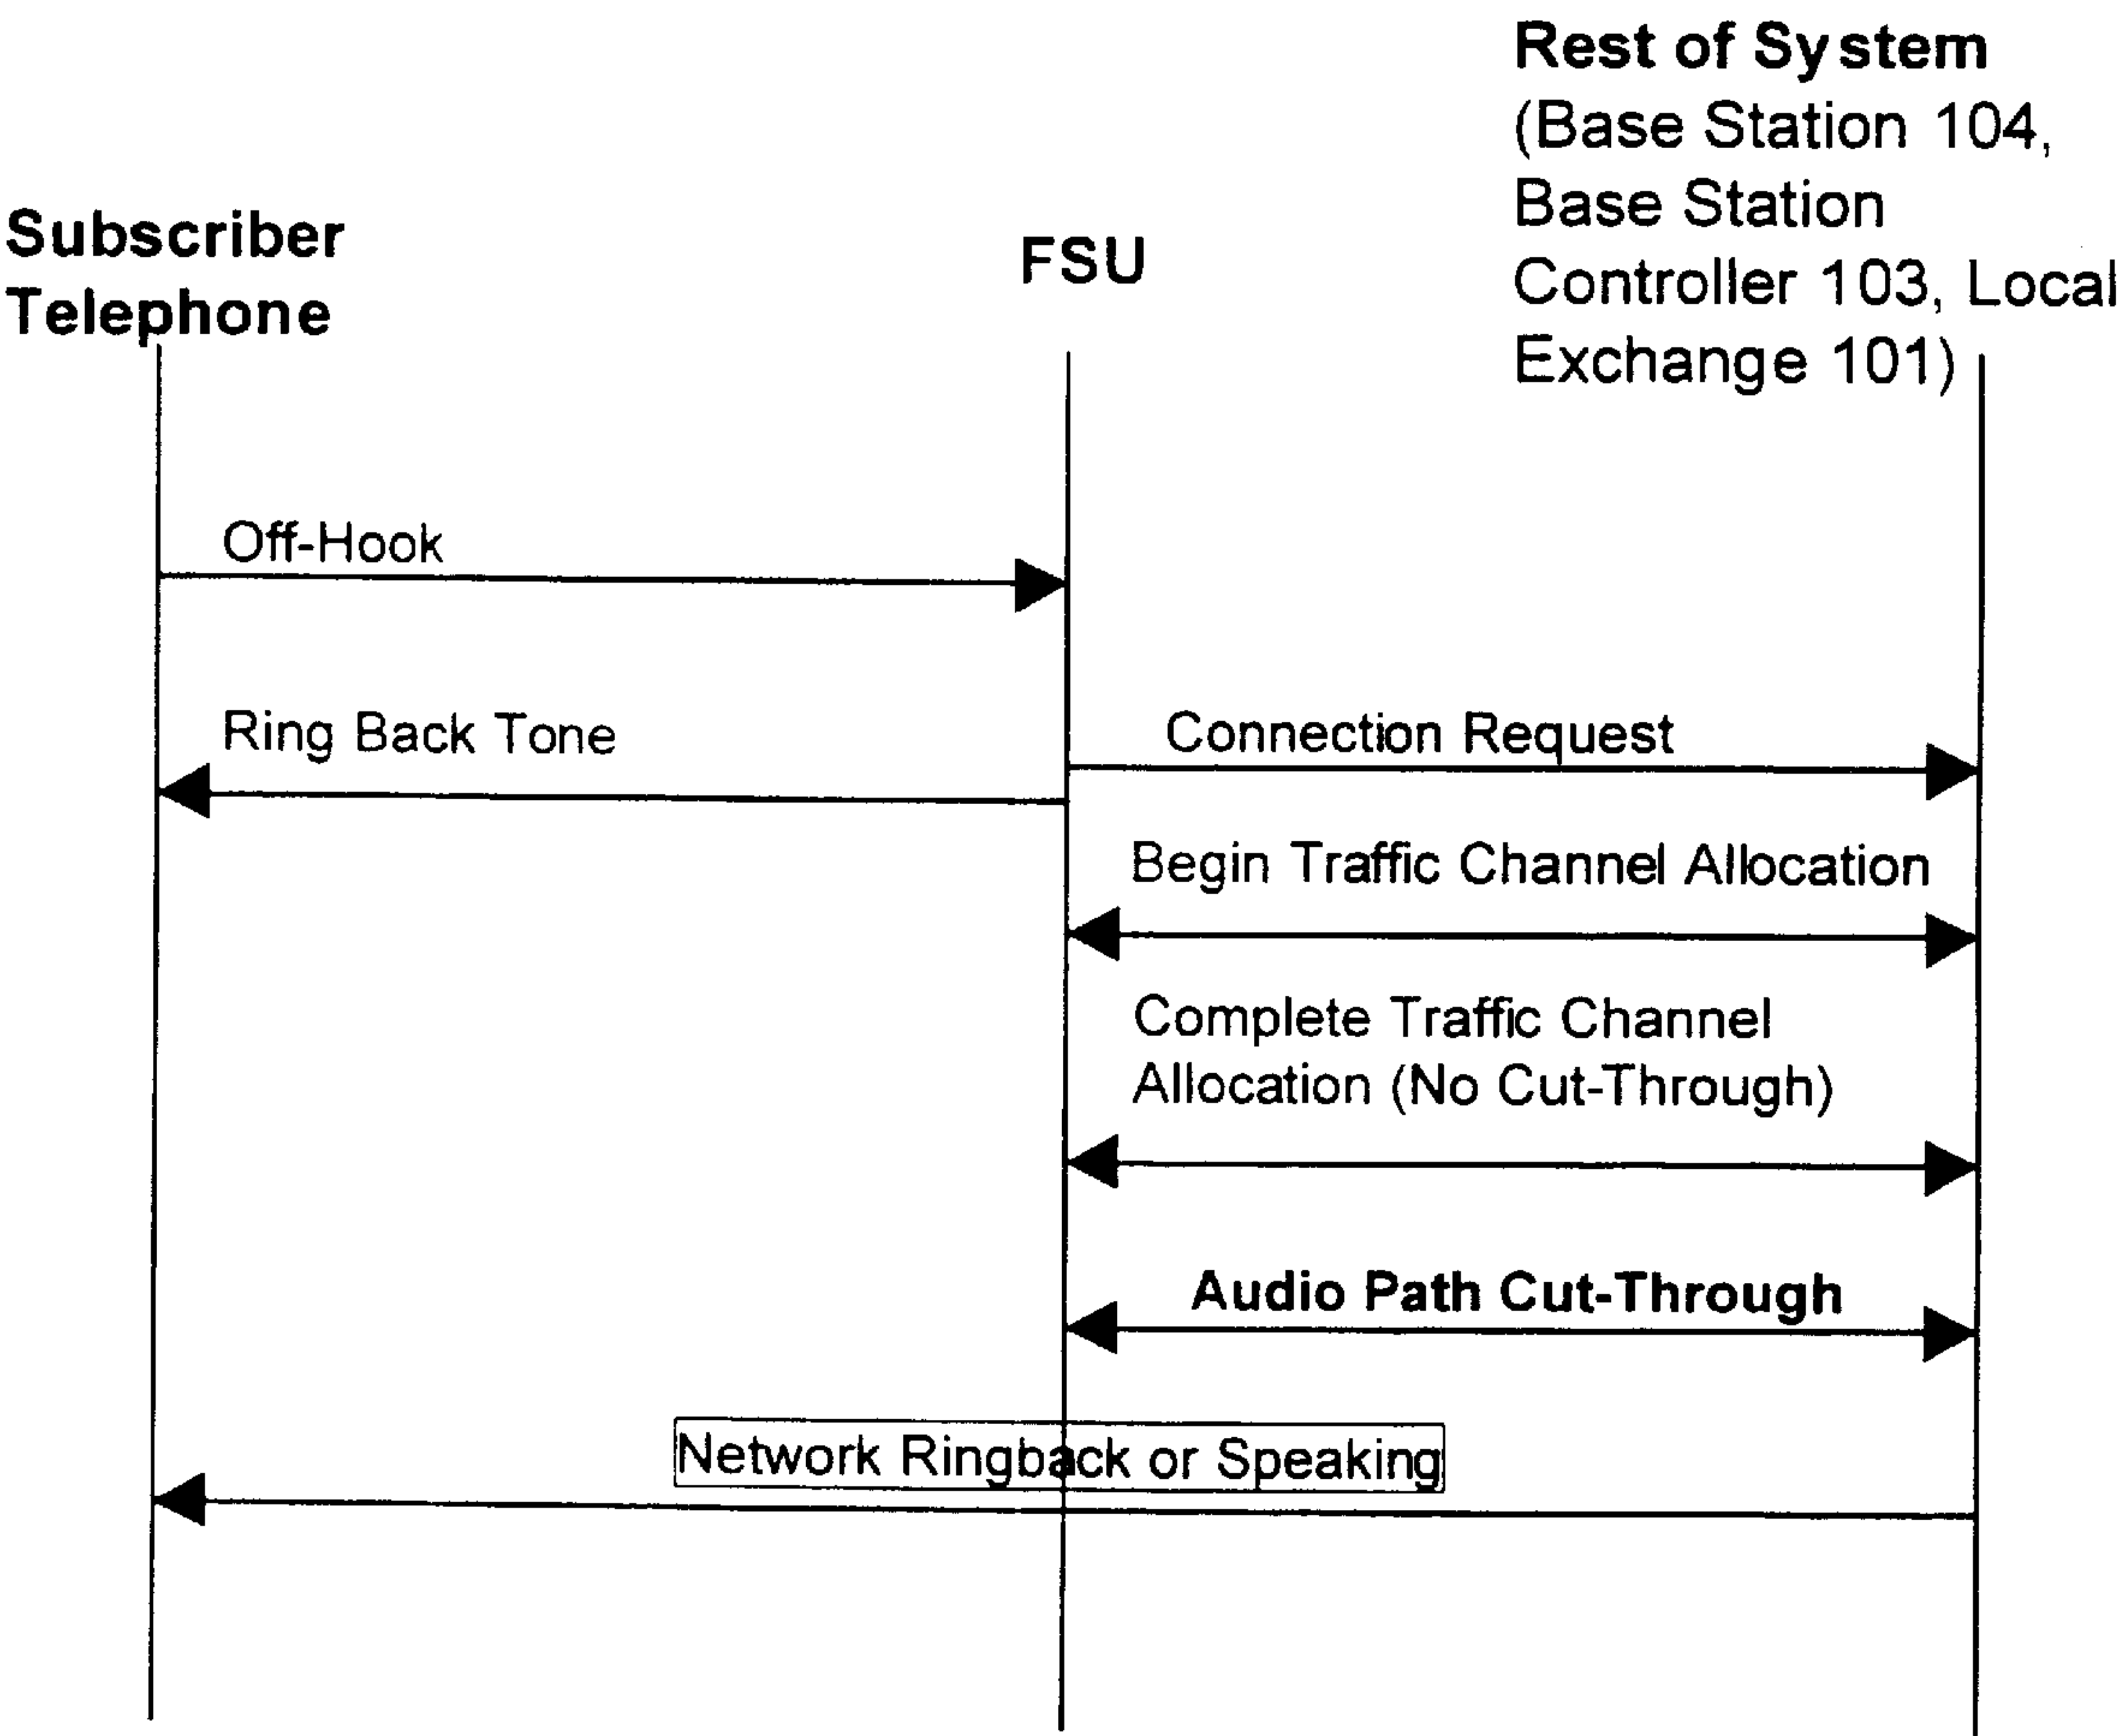 Rest of System
(Base Station 104,
Base Station
Controller 103, Local
Exchange 101)
Subscriber
Telephone
FSU
Off-Hook
Ring Back Tone
Connection Request
Begin Traffic Channel Allocation
Complete Traffic Channel
Allocation (No Cut-Through)
Audio Path Cut-Through
Network Ringback or Speaking